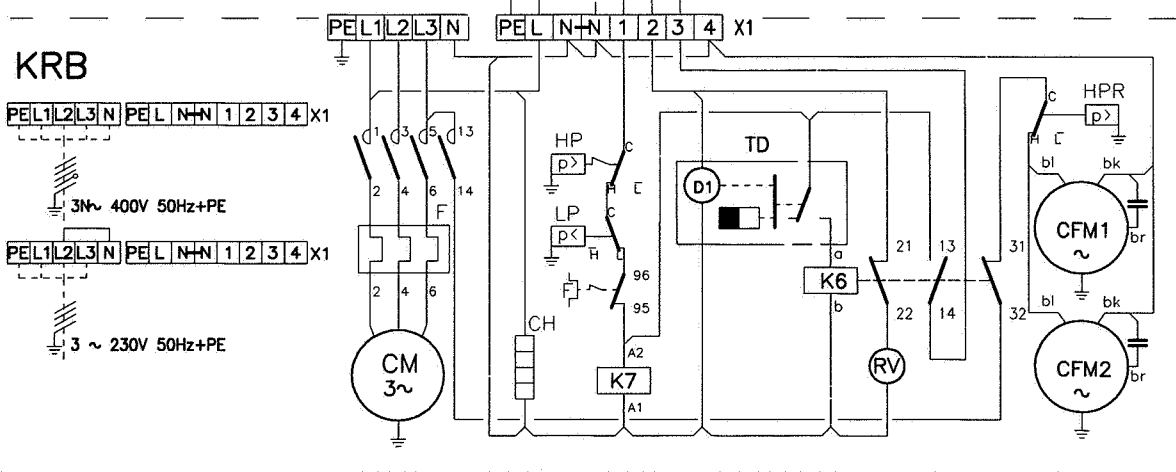 PE L1 L2 L3 N PE L N N 1 2 3 4 X1
KRB
PE L1 L2 L3 N PE L N N 1 2 3 4 X1
3N~ 400V 50Hz+PE
PE L1 L2 L3 N PE L N N 1 2 3 4 X1
3 ~ 230V 50Hz+PE
1 3 5 13
2 4 6 14
F
2 4 6
CM
3~
CH
HP
p>
C
H L
LP
p<
C
H L
F
96
95
A2
K7
A1
TD
D1
a
K6
b
21 13 31
22 14 32
RV
C
HPR
p>
H L
bl bk
CFM1
~
br
bl bk
CFM2
~
br